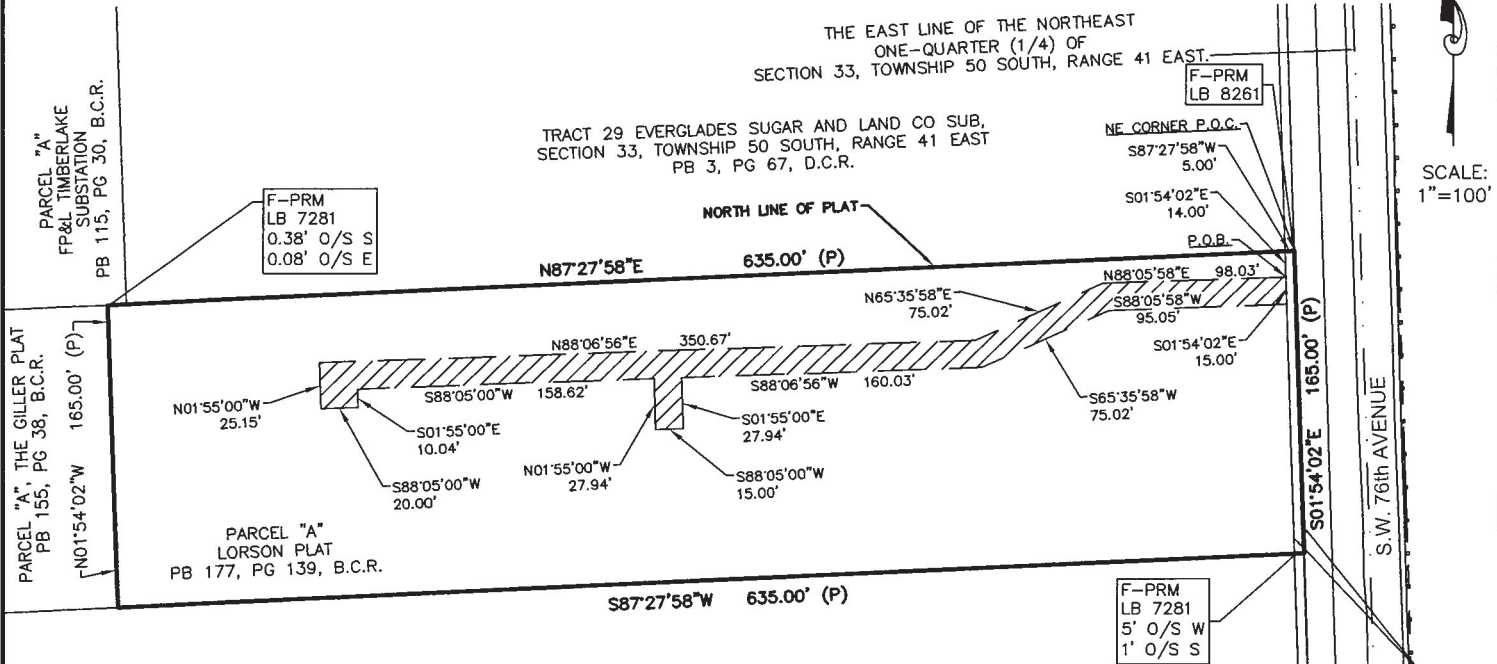 THE EAST LINE OF THE NORTHEAST
ONE-QUARTER (1/4) OF
SECTION 33, TOWNSHIP 50 SOUTH, RANGE 41 EAST.
F-PRM
LB 8261
PARCEL "A"
FP&L TIMBERLAKE
SUBSTATION
PB 115, PG 30, B.C.R.
TRACT 29 EVERGLADES SUGAR AND LAND CO SUB,
SECTION 33, TOWNSHIP 50 SOUTH, RANGE 41 EAST
PB 3, PG 67, D.C.R.
NE CORNER P.O.C.
S87°27'58"W
5.00'
SCALE:
1"=100'
F-PRM
LB 7281
0.38' O/S S
0.08' O/S E
NORTH LINE OF PLAT
S01°54'02"E
14.00'
P.O.B.
N87°27'58"E 635.00' (P)
N88°05'58"E 98.03'
N65°35'58"E
75.02'
S88°05'58"W
95.05'
S01°54'02"E
15.00'
N88°06'56"E 350.67'
S88°05'00"W 158.62'
S88°06'56"W 160.03'
S65°35'58"W
75.02'
N01°55'00"W
25.15'
S01°55'00"E
10.04'
S88°05'00"W
20.00'
N01°55'00"W
27.94'
S01°55'00"E
27.94'
S88°05'00"W
15.00'
PARCEL "A", THE GILLER PLAT
PB 155, PG 38, B.C.R.
N01°54'02"W 165.00' (P)
S01°54'02"E 165.00' (P)
S.W. 76th AVENUE
PARCEL "A"
LORSON PLAT
PB 177, PG 139, B.C.R.
S87°27'58"W 635.00' (P)
F-PRM
LB 7281
5' O/S W
1' O/S S